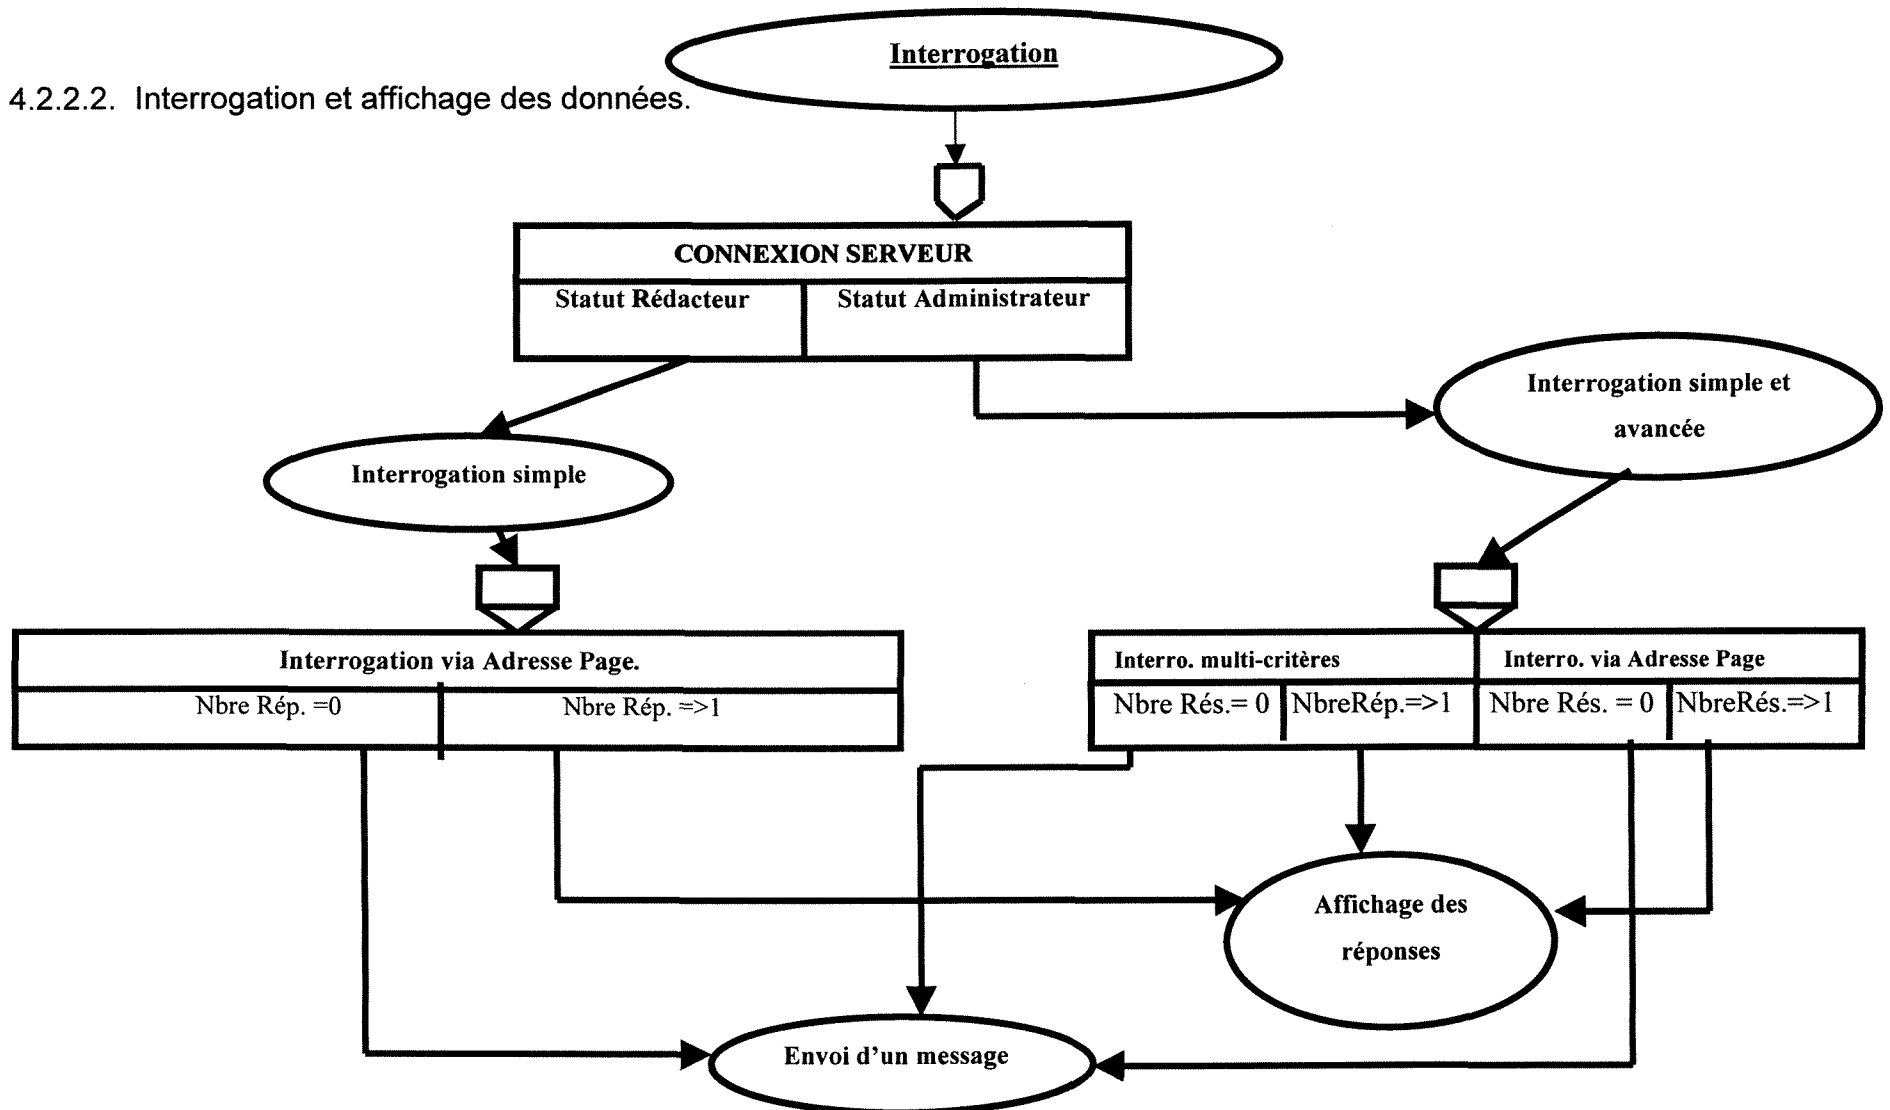 Interrogation
4.2.2.2. Interrogation et affichage des données.
CONNEXION SERVEUR
Statut Rédacteur
Statut Administrateur
Interrogation simple et
avancée
Interrogation simple
Interrogation via Adresse Page.
Nbre Rép. =0
Nbre Rép. =>1
Interro. multi-critères
Interro. via Adresse Page
Nbre Rés.= 0
NbreRép.=>1
Nbre Rés. = 0
NbreRés.=>1
Affichage des
réponses
Envoi d'un message